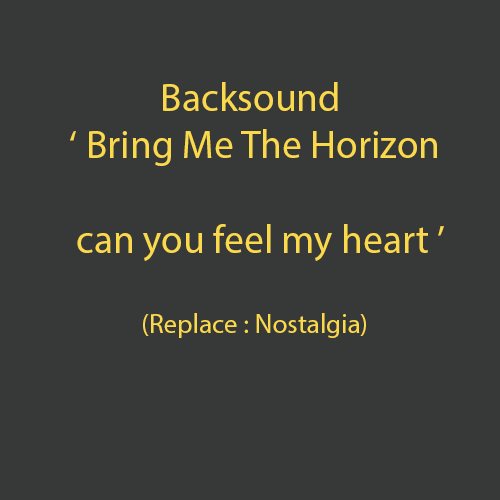 Backsound
‘ Bring Me The Horizon
can you feel my heart ’
(Replace : Nostalgia)